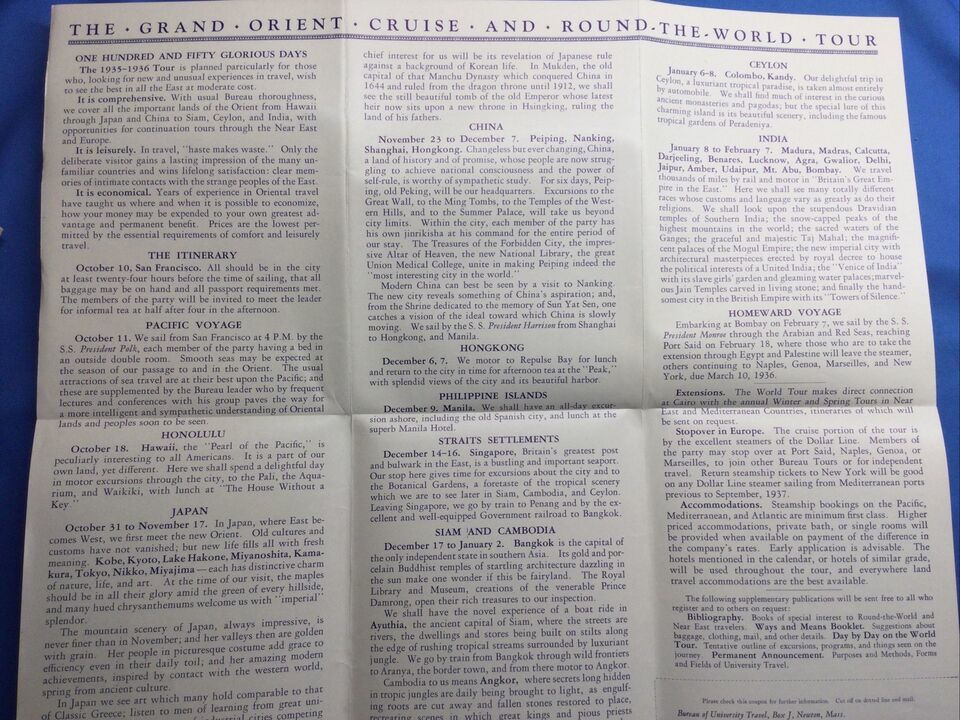 THE · GRAND · ORIENT · CRUISE · AND · ROUND-THE-WORLD · TOUR
ONE HUNDRED AND FIFTY GLORIOUS DAYS
The 1935-1936 Tour is planned particularly for those
who, looking for new and unusual experiences in travel, wish
to see the best in all the East at moderate cost.
It is comprehensive. With usual Bureau thoroughness,
we cover all the important lands of the Orient from Hawaii
through Japan and China to Siam, Ceylon, and India, with
opportunities for continuation tours through the Near East
and Europe.
It is leisurely. In travel, "haste makes waste." Only the
deliberate visitor gains a lasting impression of the many un-
familiar countries and wins lifelong satisfaction: clear mem-
ories of intimate contacts with the strange peoples of the East.
It is economical. Years of experience in Oriental travel
have taught us where and when it is possible to economize,
how your money may be expended to your own greatest ad-
vantage and permanent benefit. Prices are the lowest per-
mitted by the essential requirements of comfort and leisurely
travel.
THE ITINERARY
October 10, San Francisco. All should be in the city
at least twenty-four hours before the time of sailing, that all
baggage may be on hand and all passport requirements met.
The members of the party will be invited to meet the leader
for informal tea at half after four in the afternoon.
PACIFIC VOYAGE
October 11. We sail from San Francisco at 4 P.M. by the
S.S. President Polk, each member of the party having a bed in
an outside double room. Smooth seas may be expected at
the season of our passage to and in the Orient. The usual
attractions of sea travel are at their best upon the Pacific; and
these are supplemented by the Bureau leader who by frequent
lectures and conferences with his group paves the way for
a more intelligent and sympathetic understanding of Oriental
lands and peoples soon to be seen.
HONOLULU
October 18. Hawaii, the "Pearl of the Pacific," is
peculiarly interesting to all Americans. It is a part of our
own land, yet different. Here we shall spend a delightful day
in motor excursions through the city, to the Pali, the Aqua-
rium, and Waikiki, with lunch at "The House Without a
Key."
JAPAN
October 31 to November 17. In Japan, where East be-
comes West, we first meet the new Orient. Old cultures and
customs have not vanished; but new life fills all with fresh
meaning. Kobe, Kyoto, Lake Hakone, Miyanoshita, Kama-
kura, Tokyo, Nikko, Miyajima—each has distinctive charm
of nature, life, and art. At the time of our visit, the maples
should be in all their glory amid the green of every hillside,
and many hued chrysanthemums welcome us with "imperial"
splendor.
The mountain scenery of Japan, always impressive, is
never finer than in November; and her valleys then are golden
with grain. Her people in picturesque costume add grace to
efficiency even in their daily toil; and her amazing modern
achievements, inspired by contact with the western world,
spring from ancient culture.
In Japan we see art which many hold comparable to that
of Classic Greece; listen to men of learning from great uni-
industrial cities competing
chief interest for us will be its revelation of Japanese rule
against a background of Korean life. In Mukden, the old
capital of that Manchu Dynasty which conquered China in
1644 and ruled from the dragon throne until 1912, we shall
see the still beautiful tomb of the old Emperor whose latest
heir now sits upon a new throne in Hsingking, ruling the
land of his fathers.
CHINA
November 23 to December 7. Peiping, Nanking,
Shanghai, Hongkong. Changeless but ever changing, China,
a land of history and of promise, whose people are now strug-
gling to achieve national consciousness and the power of
self-rule, is worthy of sympathetic study. For six days, Peip-
ing, old Peking, will be our headquarters. Excursions to the
Great Wall, to the Ming Tombs, to the Temples of the West-
ern Hills, and to the Summer Palace, will take us beyond
city limits. Within the city, each member of the party has
his own jinriksha at his command for the entire period of
our stay. The Treasures of the Forbidden City, the impres-
sive Altar of Heaven, the new National Library, the great
Union Medical College, unite in making Peiping indeed the
"most interesting city in the world."
Modern China can best be seen by a visit to Nanking.
The new city reveals something of China's aspiration; and,
from the Shrine dedicated to the memory of Sun Yat Sen, one
catches a vision of the ideal toward which China is slowly
moving. We sail by the S. S. President Harrison from Shanghai
to Hongkong, and Manila.
HONGKONG
December 6, 7. We motor to Repulse Bay for lunch
and return to the city in time for afternoon tea at the "Peak,"
with splendid views of the city and its beautiful harbor.
PHILIPPINE ISLANDS
December 9. Manila. We shall have an all-day excur-
sion ashore, including the old Spanish city, and lunch at the
superb Manila Hotel.
STRAITS SETTLEMENTS
December 14-16. Singapore, Britain's greatest post
and bulwark in the East, is a bustling and important seaport.
Our stop here gives time for excursions about the city and to
the Botanical Gardens, a foretaste of the tropical scenery
which we are to see later in Siam, Cambodia, and Ceylon.
Leaving Singapore, we go by train to Penang and by the ex-
cellent and well-equipped Government railroad to Bangkok.
SIAM AND CAMBODIA
December 17 to January 2. Bangkok is the capital of
the only independent state in southern Asia. Its gold and por-
celain Buddhist temples of startling architecture dazzling in
the sun make one wonder if this be fairyland. The Royal
Library and Museum, creations of the venerable Prince
Damrong, open their rich treasures to our inspection.
We shall have the novel experience of a boat ride in
Ayuthia, the ancient capital of Siam, where the streets are
rivers, the dwellings and stores being built on stilts along
the edge of rushing tropical streams surrounded by luxuriant
jungle. We go by train from Bangkok through wild frontiers
to Aranya, the border town, and from there motor to Angkor.
Cambodia to us means Angkor, where secrets long hidden
in tropic jungles are daily being brought to light, as engulf-
ing roots are cut away and fallen stones restored to place,
recreating scenes in which great kings and pious priests
CEYLON
January 6-8. Colombo, Kandy. Our delightful trip in
Ceylon, a luxuriant tropical paradise, is taken almost entirely
by automobile. We shall find much of interest in the curious
ancient monasteries and pagodas; but the special lure of this
charming island is its beautiful scenery, including the famous
tropical gardens of Peradeniya.
INDIA
January 8 to February 7. Madura, Madras, Calcutta,
Darjeeling, Benares, Lucknow, Agra, Gwalior, Delhi,
Jaipur, Amber, Udaipur, Mt. Abu, Bombay. We travel
thousands of miles by rail and motor in "Britain's Great Em-
pire in the East." Here we shall see many totally different
races whose customs and language vary as greatly as do their
religions. We shall look upon the stupendous Dravidian
temples of Southern India; the snow-capped peaks of the
highest mountains in the world; the sacred waters of the
Ganges; the graceful and majestic Taj Mahal; the magnifi-
cent palaces of the Mogul Empire; the new imperial city with
architectural masterpieces erected by royal decree to house
the political interests of a United India; the "Venice of India"
with its slave girls' garden and gleaming water palaces; marvel-
ous Jain Temples carved in living stone; and finally the hand-
somest city in the British Empire with its "Towers of Silence."
HOMEWARD VOYAGE
Embarking at Bombay on February 7, we sail by the S. S.
President Monroe through the Arabian and Red Seas, reaching
Port Said on February 18, where those who are to take the
extension through Egypt and Palestine will leave the steamer,
others continuing to Naples, Genoa, Marseilles, and New
York, due March 10, 1936.
Extensions. The World Tour makes direct connection
at Cairo with the annual Winter and Spring Tours in Near
East and Mediterranean Countries, itineraries of which will
be sent on request.
Stopover in Europe. The cruise portion of the tour is
by the excellent steamers of the Dollar Line. Members of
the party may stop over at Port Said, Naples, Genoa, or
Marseilles, to join other Bureau Tours or for independent
travel. Return steamship tickets to New York will be good
on any Dollar Line steamer sailing from Mediterranean ports
previous to September, 1937.
Accommodations. Steamship bookings on the Pacific,
Mediterranean, and Atlantic are minimum first class. Higher
priced accommodations, private bath, or single rooms will
be provided when available on payment of the difference in
the company's rates. Early application is advisable. The
hotels mentioned in the calendar, or hotels of similar grade,
will be used throughout the tour, and everywhere land
travel accommodations are the best available.
The following supplementary publications will be sent free to all who
register and to others on request:
Bibliography. Books of special interest to Round-the-World and
Near East travelers. Ways and Means Booklet. Suggestions about
baggage, clothing, mail, and other details. Day by Day on the World
Tour. Tentative outline of excursions, programs, and things seen on the
journey. Permanent Announcement. Purposes and Methods, Forms
and Fields of University Travel.
Please check this coupon for further information. Cut off on dotted line and mail.
Bureau of University Travel, Box J Newton, Mass.